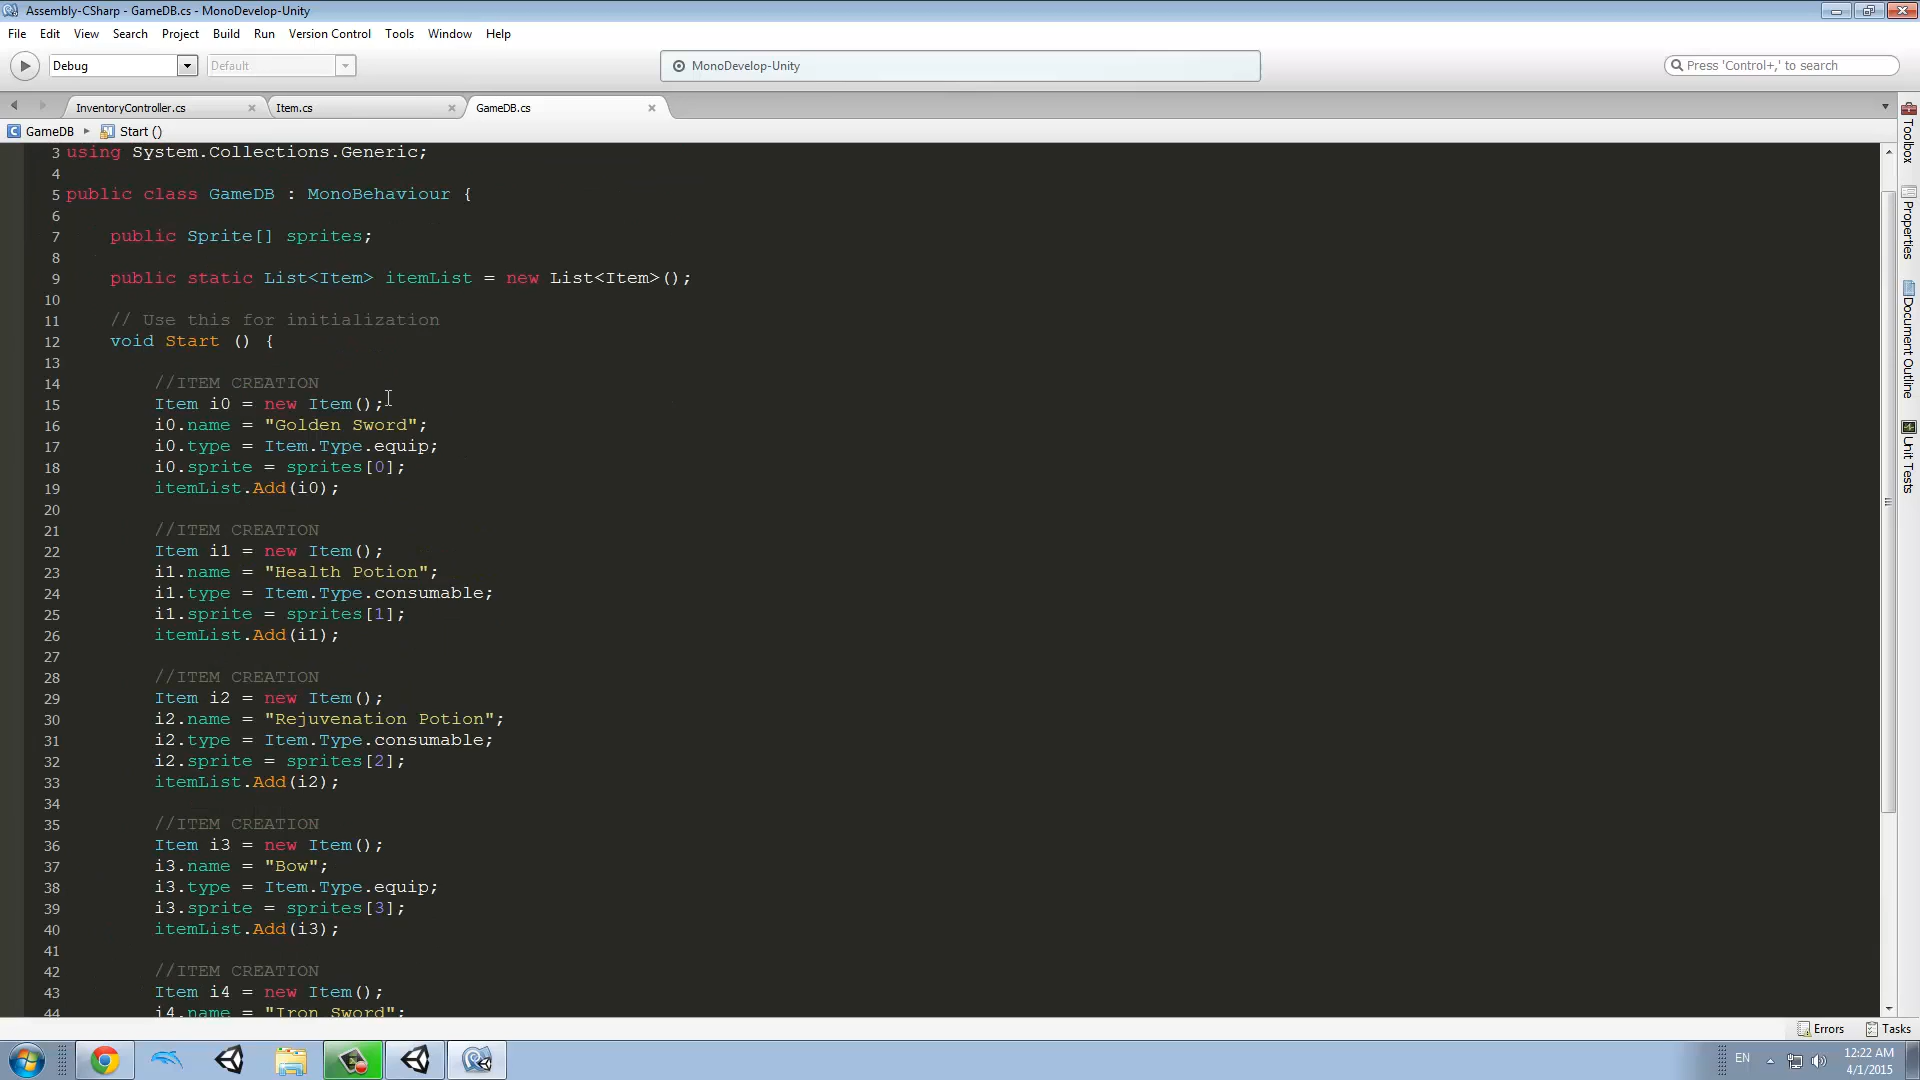 Assembly-CSharp - GameDB.cs - MonoDevelop-Unity
File Edit View Search Project Build Run Version Control Tools Window Help
Debug Default MonoDevelop-Unity Press 'Control+,' to search
InventoryController.cs Item.cs GameDB.cs
GameDB Start ()
3 using System.Collections.Generic;
4
5 public class GameDB : MonoBehaviour {
6
7 public Sprite[] sprites;
8
9 public static List<Item> itemList = new List<Item>();
10
11 // Use this for initialization
12 void Start () {
13
14 //ITEM CREATION
15 Item i0 = new Item();
16 i0.name = "Golden Sword";
17 i0.type = Item.Type.equip;
18 i0.sprite = sprites[0];
19 itemList.Add(i0);
20
21 //ITEM CREATION
22 Item i1 = new Item();
23 i1.name = "Health Potion";
24 i1.type = Item.Type.consumable;
25 i1.sprite = sprites[1];
26 itemList.Add(i1);
27
28 //ITEM CREATION
29 Item i2 = new Item();
30 i2.name = "Rejuvenation Potion";
31 i2.type = Item.Type.consumable;
32 i2.sprite = sprites[2];
33 itemList.Add(i2);
34
35 //ITEM CREATION
36 Item i3 = new Item();
37 i3.name = "Bow";
38 i3.type = Item.Type.equip;
39 i3.sprite = sprites[3];
40 itemList.Add(i3);
41
42 //ITEM CREATION
43 Item i4 = new Item();
44 i4.name = "Iron Sword";
Toolbox
Properties
Document Outline
Unit Tests
Errors Tasks
EN 12:22 AM
4/1/2015